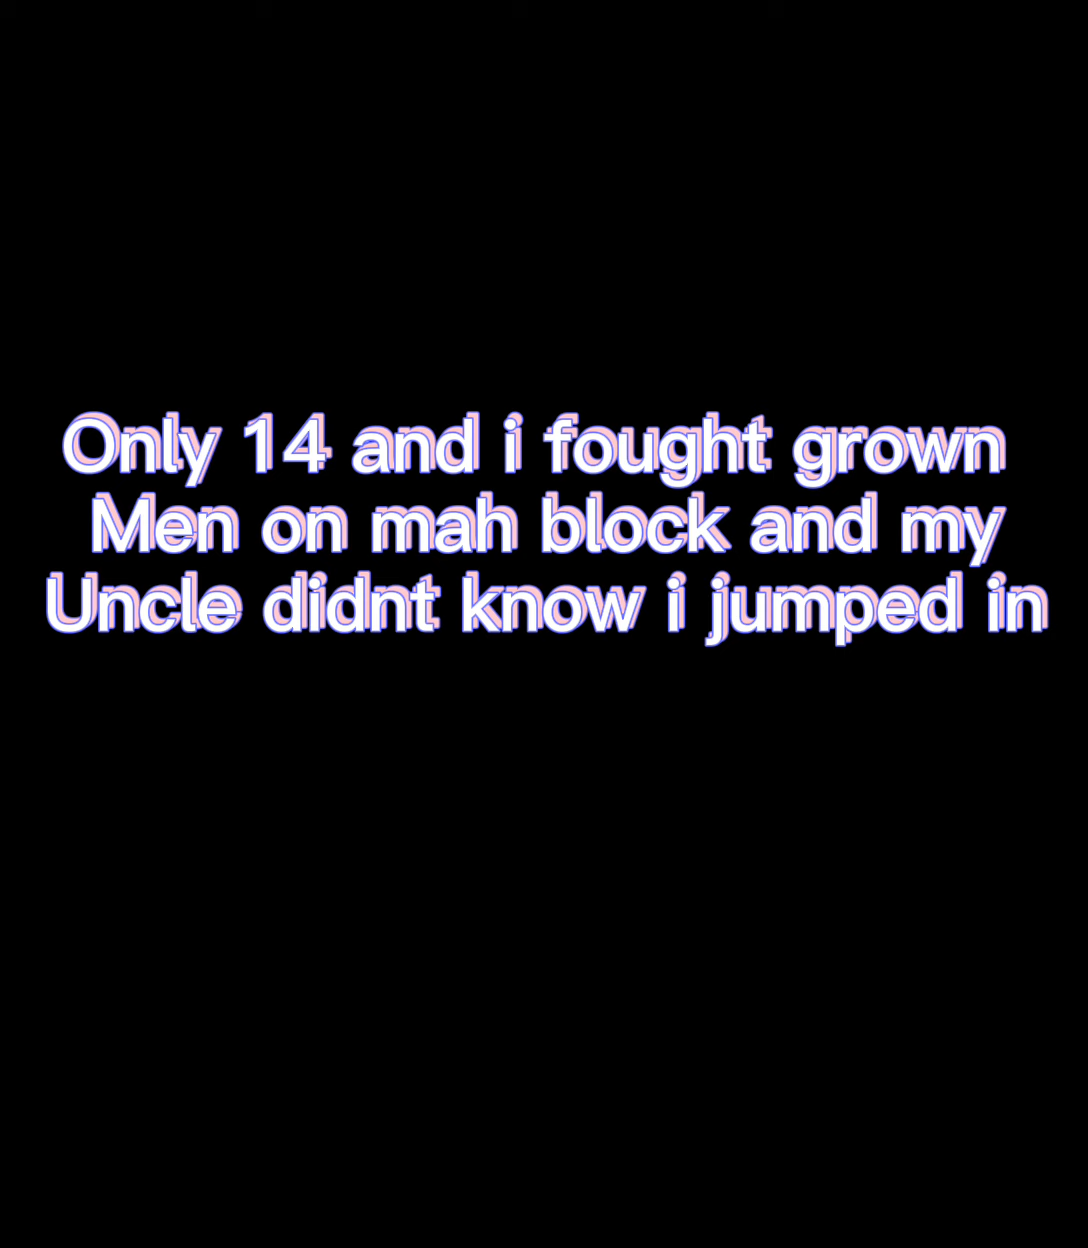 Only 14 and i fought grown
Men on mah block and my
Uncle didnt know i jumped in